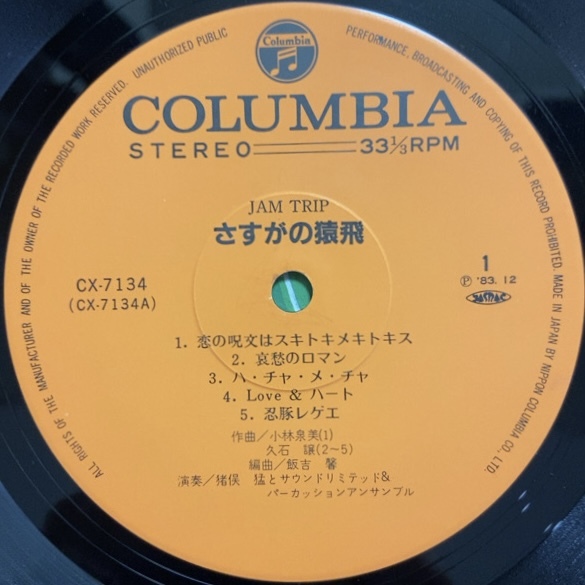 ALL RIGHTS OF THE MANUFACTURER AND OF THE OWNER OF THE RECORDED WORK RESERVED. UNAUTHORIZED PUBLIC PERFORMANCE, BROADCASTING AND COPYING OF THIS RECORD PROHIBITED. MADE IN JAPAN BY NIPPON COLUMBIA CO., LTD.
Columbia
COLUMBIA
STEREO 33 1/3 RPM
JAM TRIP
さすがの猿飛
CX-7134
(CX-7134A)
1
Ⓟ '83. 12
JASRAC
1. 恋の呪文はスキトキメキトキス
2. 哀愁のロマン
3. ハ・チャ・メ・チャ
4. Love & ハート
5. 忍豚レゲエ
作曲/小林泉美(1)
久石 譲(2~5)
編曲/飯吉 馨
演奏/猪俣 猛とサウンドリミテッド&
パーカッションアンサンブル